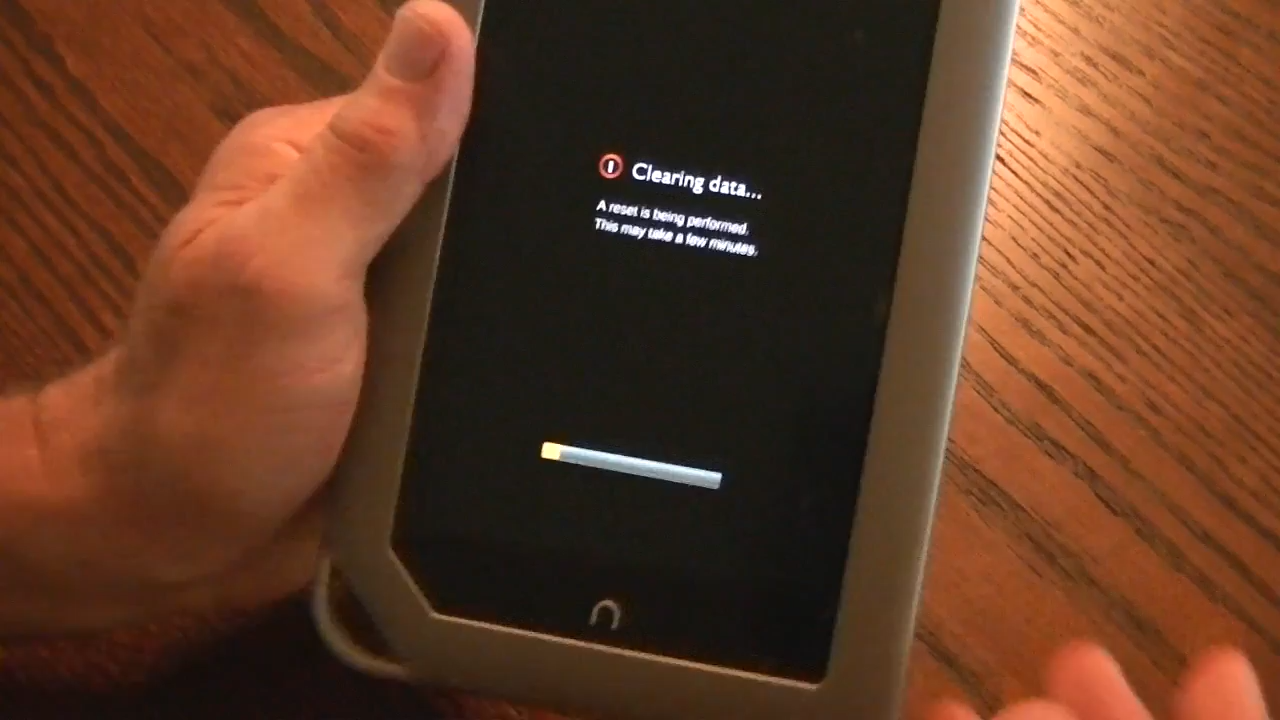 Clearing data...
A reset is being performed.
This may take a few minutes.